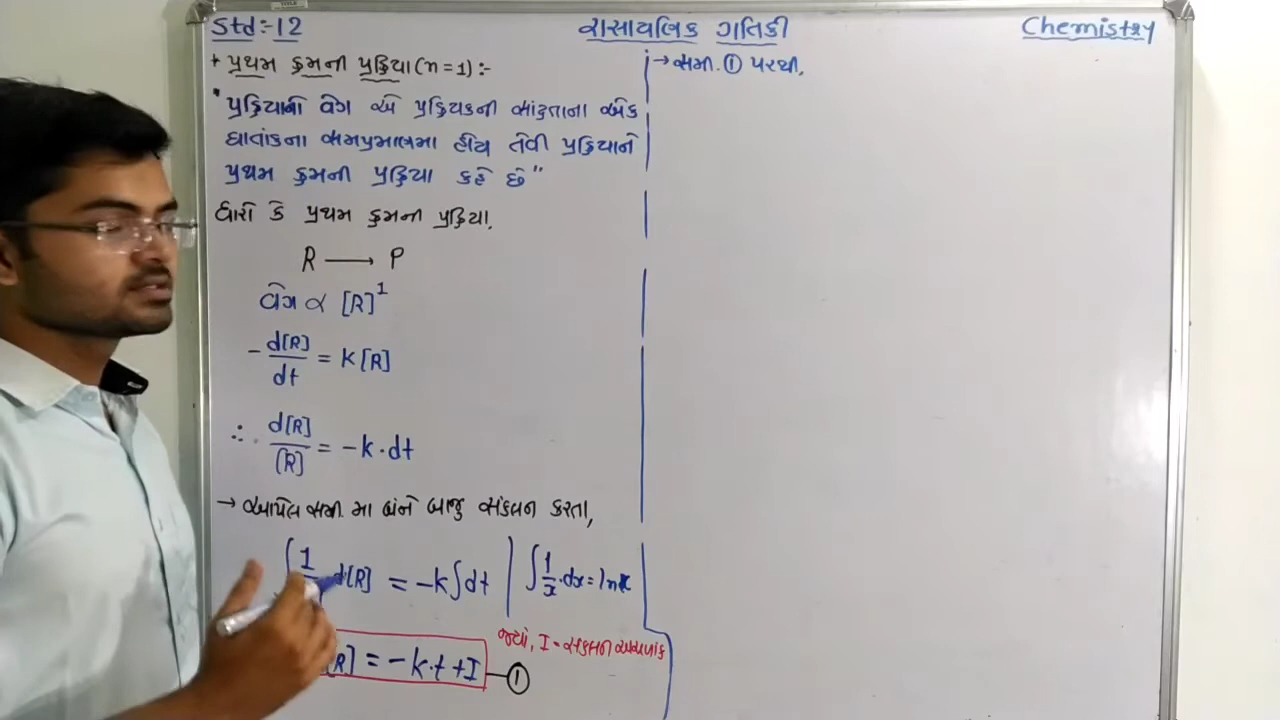 Std:-12
રાસાયણિક ગતિકી
Chemistry
* પ્રથમ ક્રમની પ્રક્રિયા (n=1) :-
"પ્રક્રિયાનો વેગ એ પ્રક્રિયકની સાંદ્રતાના એક
ઘાતાંકના સમપ્રમાણમા હોય તેવી પ્રક્રિયાને
પ્રથમ ક્રમની પ્રક્રિયા કહે છે"
ધારો કે પ્રથમ ક્રમની પ્રક્રિયા,
R ⟶ P
વેગ ∝ [R]¹
- d[R]/dt = K[R]
∴ d[R]/[R] = -k·dt
→ આપેલ સમી. મા બંને બાજુ સંકલન કરતા,
∫ 1 d[R] = -k∫dt | ∫ 1/x · dx = ln x
[R] = -k·t + I — ①
જ્યાં, I = સંકલન અચળાંક
→ સમી. ① પરથી,